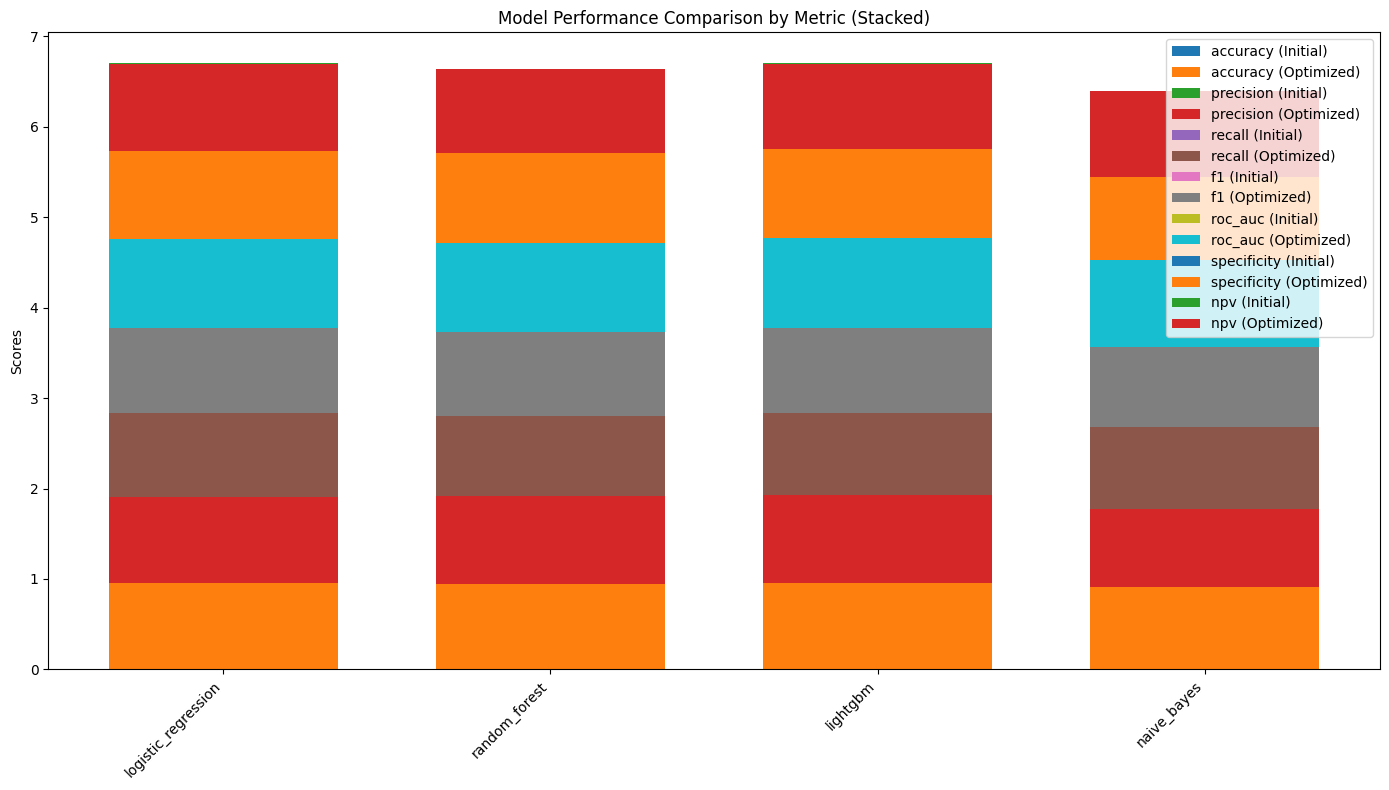 Model Performance Comparison by Metric (Stacked)
Scores
7
6
5
4
3
2
1
0
logistic_regression
random_forest
lightgbm
naive_bayes
accuracy (Initial)
accuracy (Optimized)
precision (Initial)
precision (Optimized)
recall (Initial)
recall (Optimized)
f1 (Initial)
f1 (Optimized)
roc_auc (Initial)
roc_auc (Optimized)
specificity (Initial)
specificity (Optimized)
npv (Initial)
npv (Optimized)